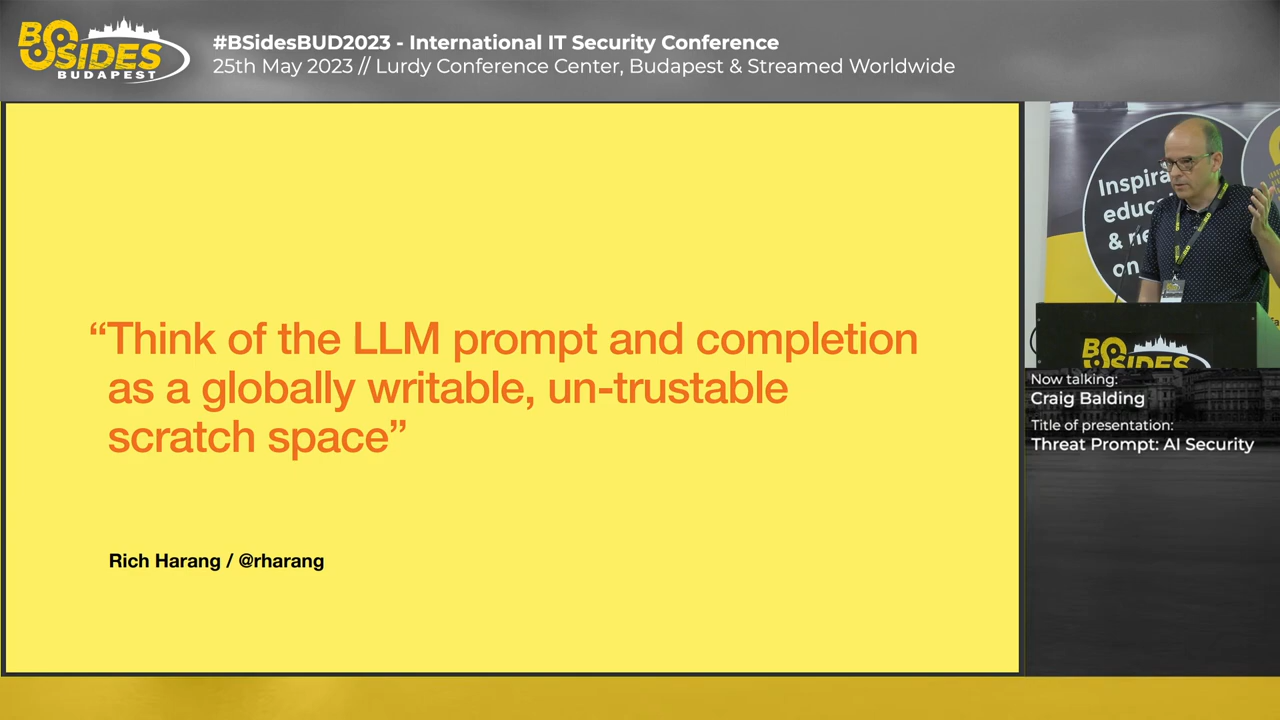 BSIDES
BUDAPEST
#BSidesBUD2023 - International IT Security Conference
25th May 2023 // Lurdy Conference Center, Budapest & Streamed Worldwide
“Think of the LLM prompt and completion
as a globally writable, un-trustable
scratch space”
Rich Harang / @rharang
&
on
BSIDES
Now talking:
Craig Balding
Title of presentation:
Threat Prompt: AI Security